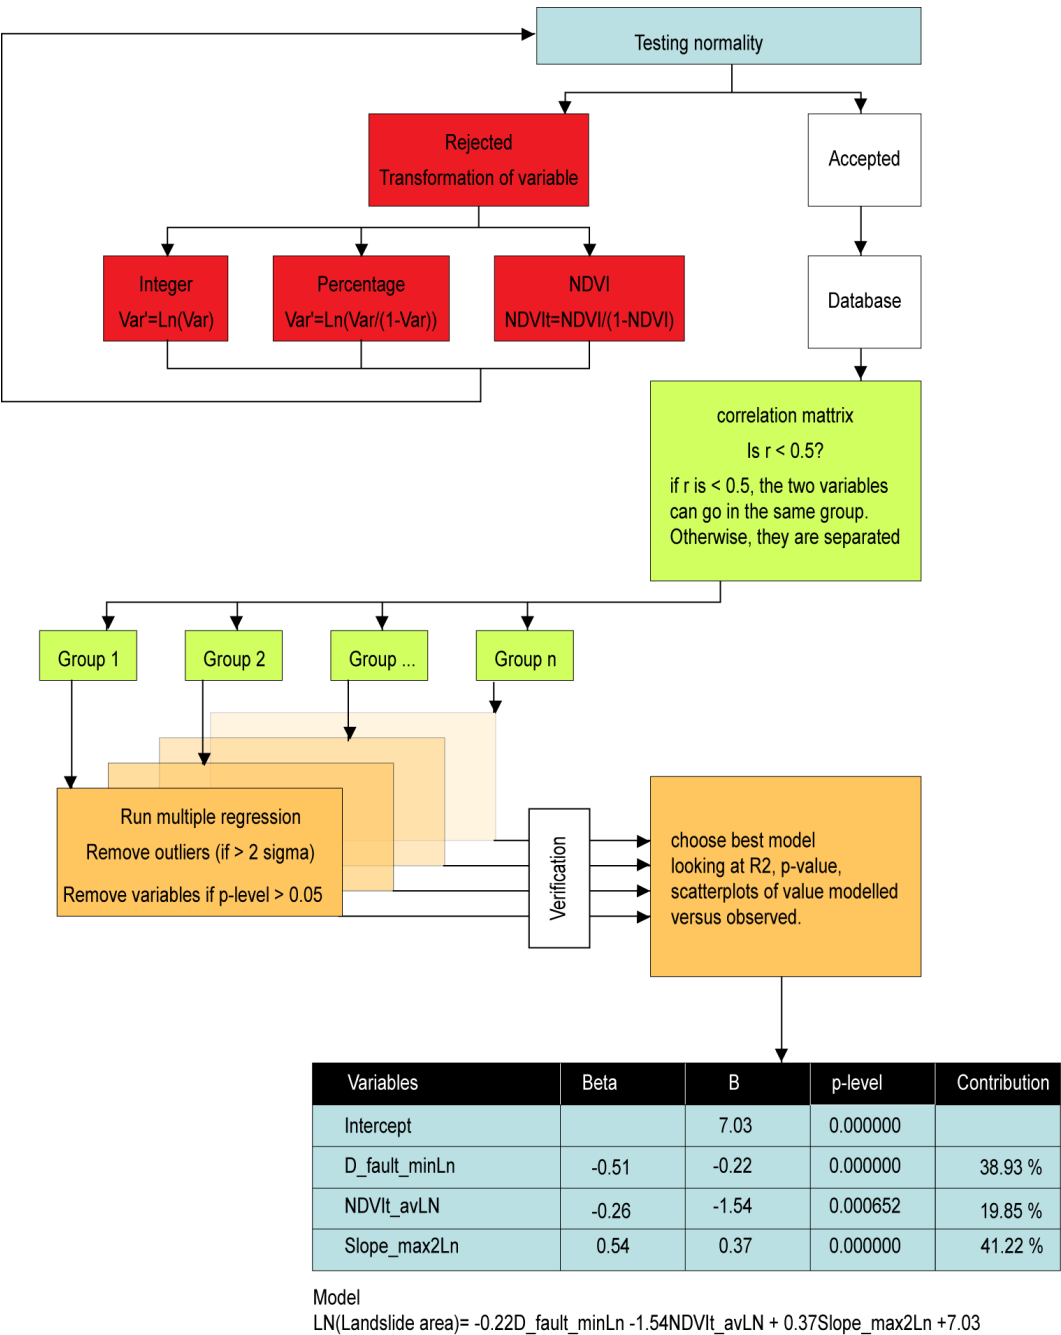 Testing normality
Rejected
Transformation of variable
Accepted
Integer
Var'=Ln(Var)
Percentage
Var'=Ln(Var/(1-Var))
NDVI
NDVIt=NDVI/(1-NDVI)
Database
correlation mattrix
Is r < 0.5?
if r is < 0.5, the two variables
can go in the same group.
Otherwise, they are separated
Group 1
Group 2
Group ...
Group n
Run multiple regression
Remove outliers (if > 2 sigma)
Remove variables if p-level > 0.05
Verification
choose best model
looking at R2, p-value,
scatterplots of value modelled
versus observed.
Variables Beta B p-level Contribution
Intercept 7.03 0.000000
D_fault_minLn -0.51 -0.22 0.000000 38.93 %
NDVIt_avLN -0.26 -1.54 0.000652 19.85 %
Slope_max2Ln 0.54 0.37 0.000000 41.22 %
Model
LN(Landslide area)= -0.22D_fault_minLn -1.54NDVIt_avLN + 0.37Slope_max2Ln +7.03